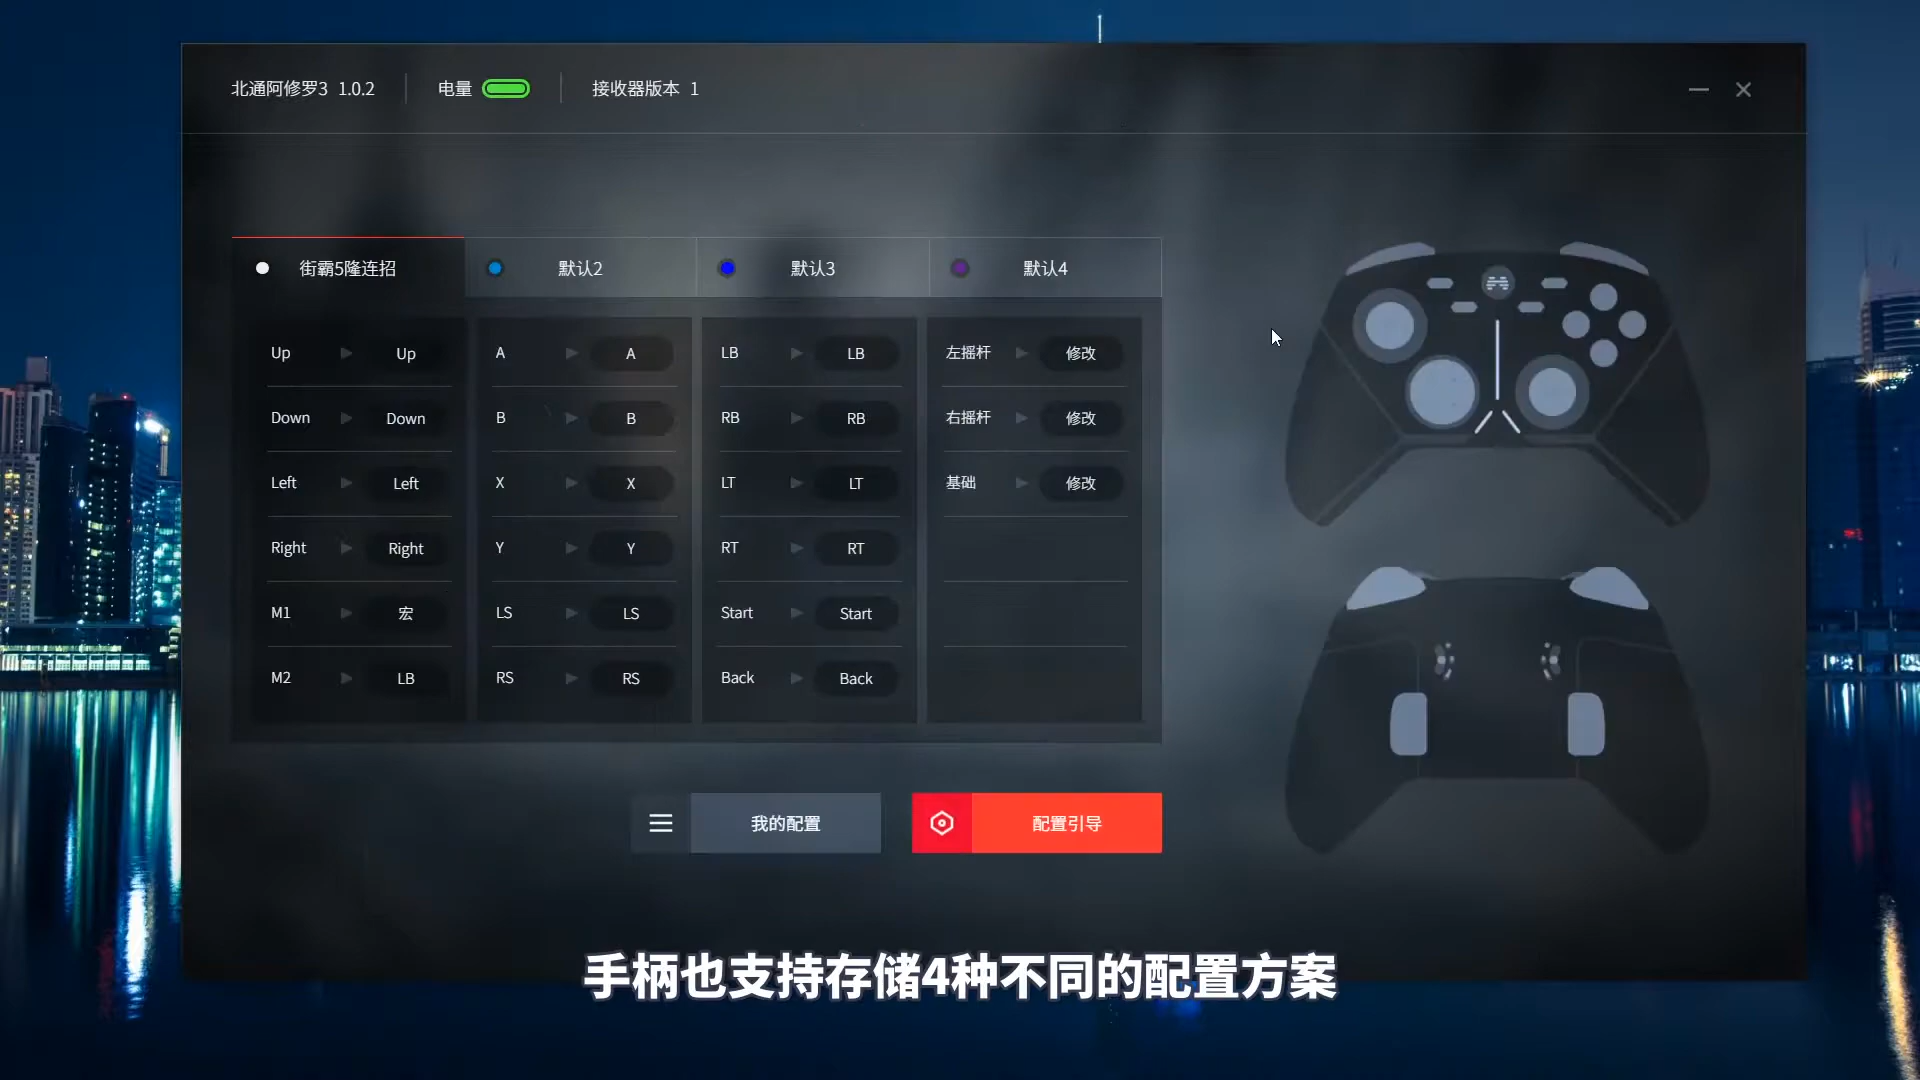 北通阿修罗3 1.0.2 电量 接收器版本 1
街霸5隆连招 默认2 默认3 默认4
Up Up A A LB LB 左摇杆 修改
Down Down B B RB RB 右摇杆 修改
Left Left X X LT LT 基础 修改
Right Right Y Y RT RT
M1 宏 LS LS Start Start
M2 LB RS RS Back Back
我的配置 配置引导
手柄也支持存储4种不同的配置方案